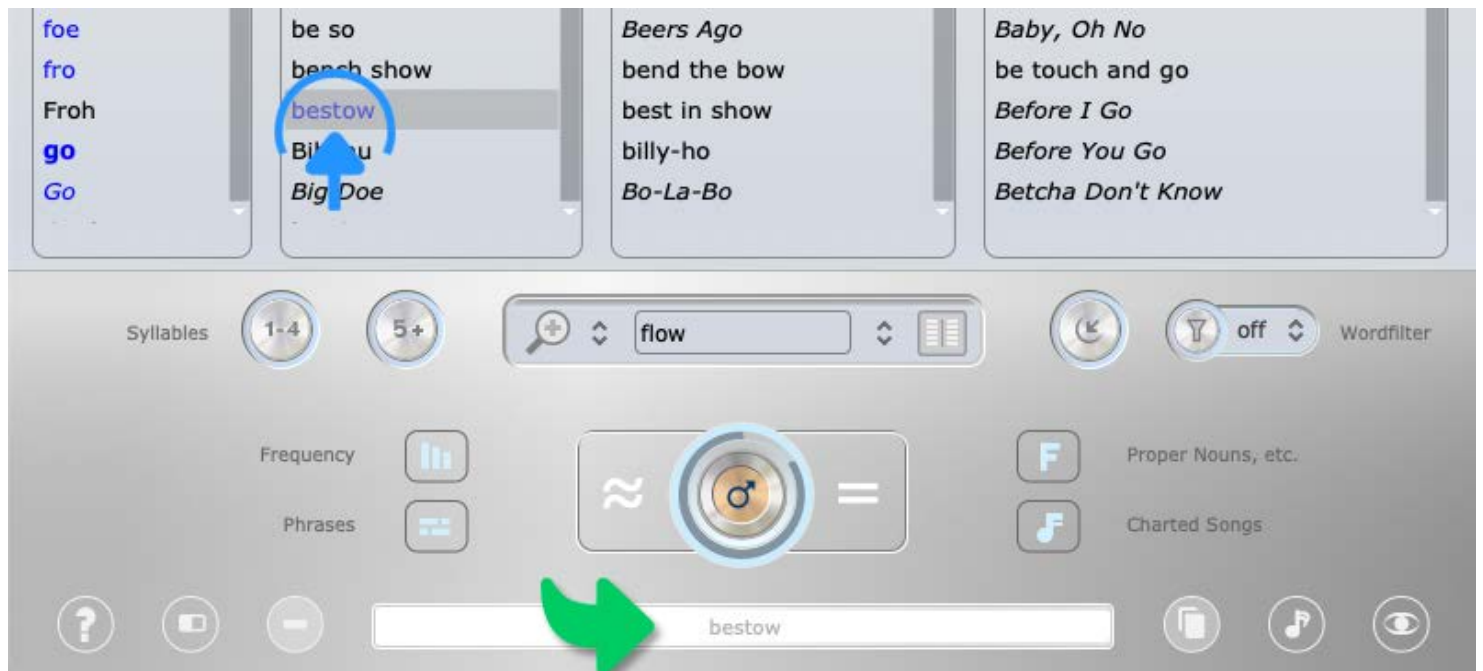 foe
be so
Beers Ago
Baby, Oh No
fro
bench show
bend the bow
be touch and go
Froh
bestow
best in show
Before I Go
go
billy-ho
Before You Go
Go
Big Doe
Bo-La-Bo
Betcha Don't Know
Syllables
1-4
5+
flow
off
Wordfilter
Frequency
F
Proper Nouns, etc.
≈
=
Phrases
Charted Songs
?
bestow